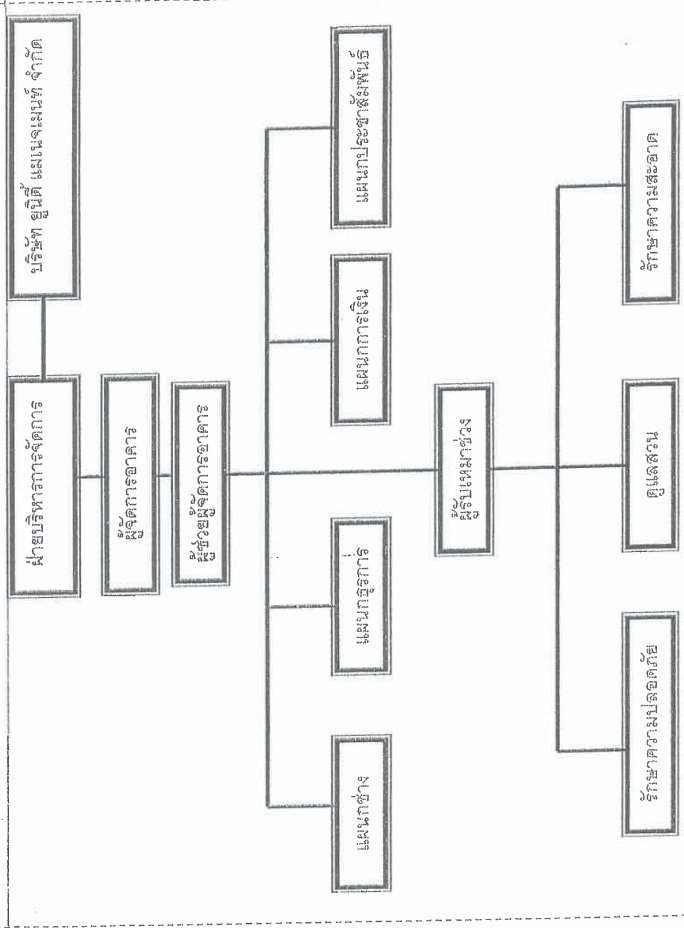 บริษัท ยูนิตี้ แมเนจเมนท์ จำกัด
ฝ่ายบริหารการจัดการ
ผู้จัดการอาคาร
ผู้ช่วยผู้จัดการอาคาร
แผนกช่าง
แผนกธุรการ
แผนกการเงิน
แผนกประชาสัมพันธ์
ผู้รับเหมาช่วง
รักษาความปลอดภัย
ดูแลสวน
รักษาความสะอาด